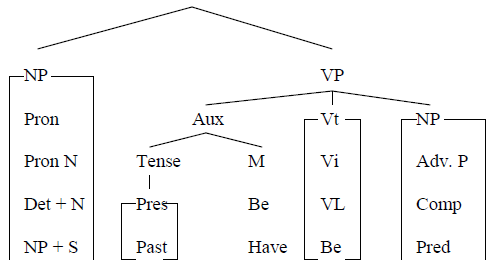 NP VP
Pron Aux Vt NP
Pron N Tense M Vi Adv. P
Det + N Pres Be VL Comp
NP + S Past Have Be Pred